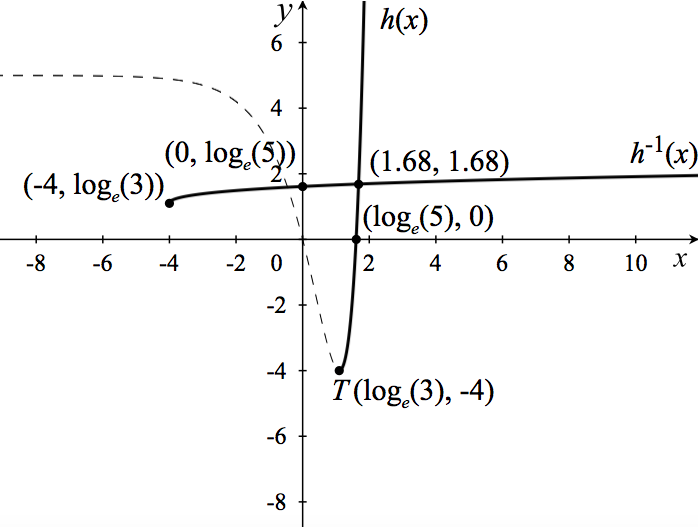 y
h(x)
6
4
(0, logₑ(5))
2
(1.68, 1.68)
h⁻¹(x)
(-4, logₑ(3))
(logₑ(5), 0)
-8 -6 -4 -2 0 2 4 6 8 10 x
-2
-4
T(logₑ(3), -4)
-6
-8